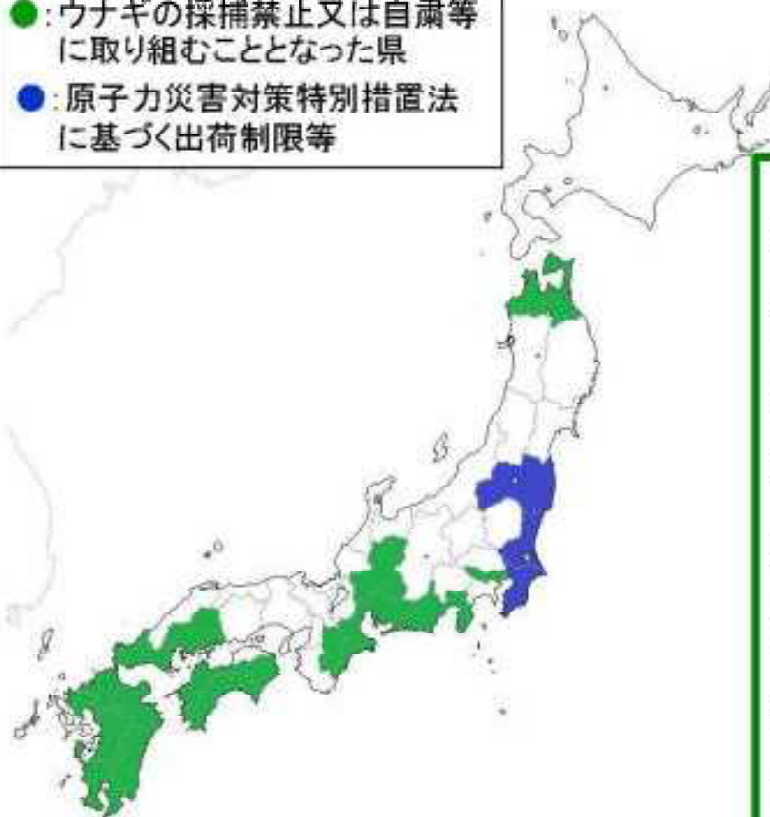 ●:ウナギの採捕禁止又は自粛等
に取り組むこととなった県
●:原子力災害対策特別措置法
に基づく出荷制限等